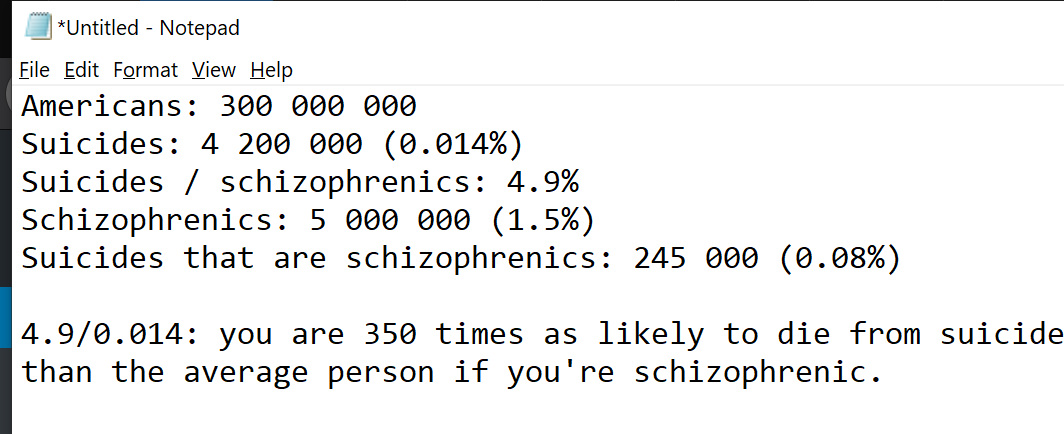 *Untitled - Notepad
File Edit Format View Help
Americans: 300 000 000
Suicides: 4 200 000 (0.014%)
Suicides / schizophrenics: 4.9%
Schizophrenics: 5 000 000 (1.5%)
Suicides that are schizophrenics: 245 000 (0.08%)
4.9/0.014: you are 350 times as likely to die from suicide
than the average person if you're schizophrenic.